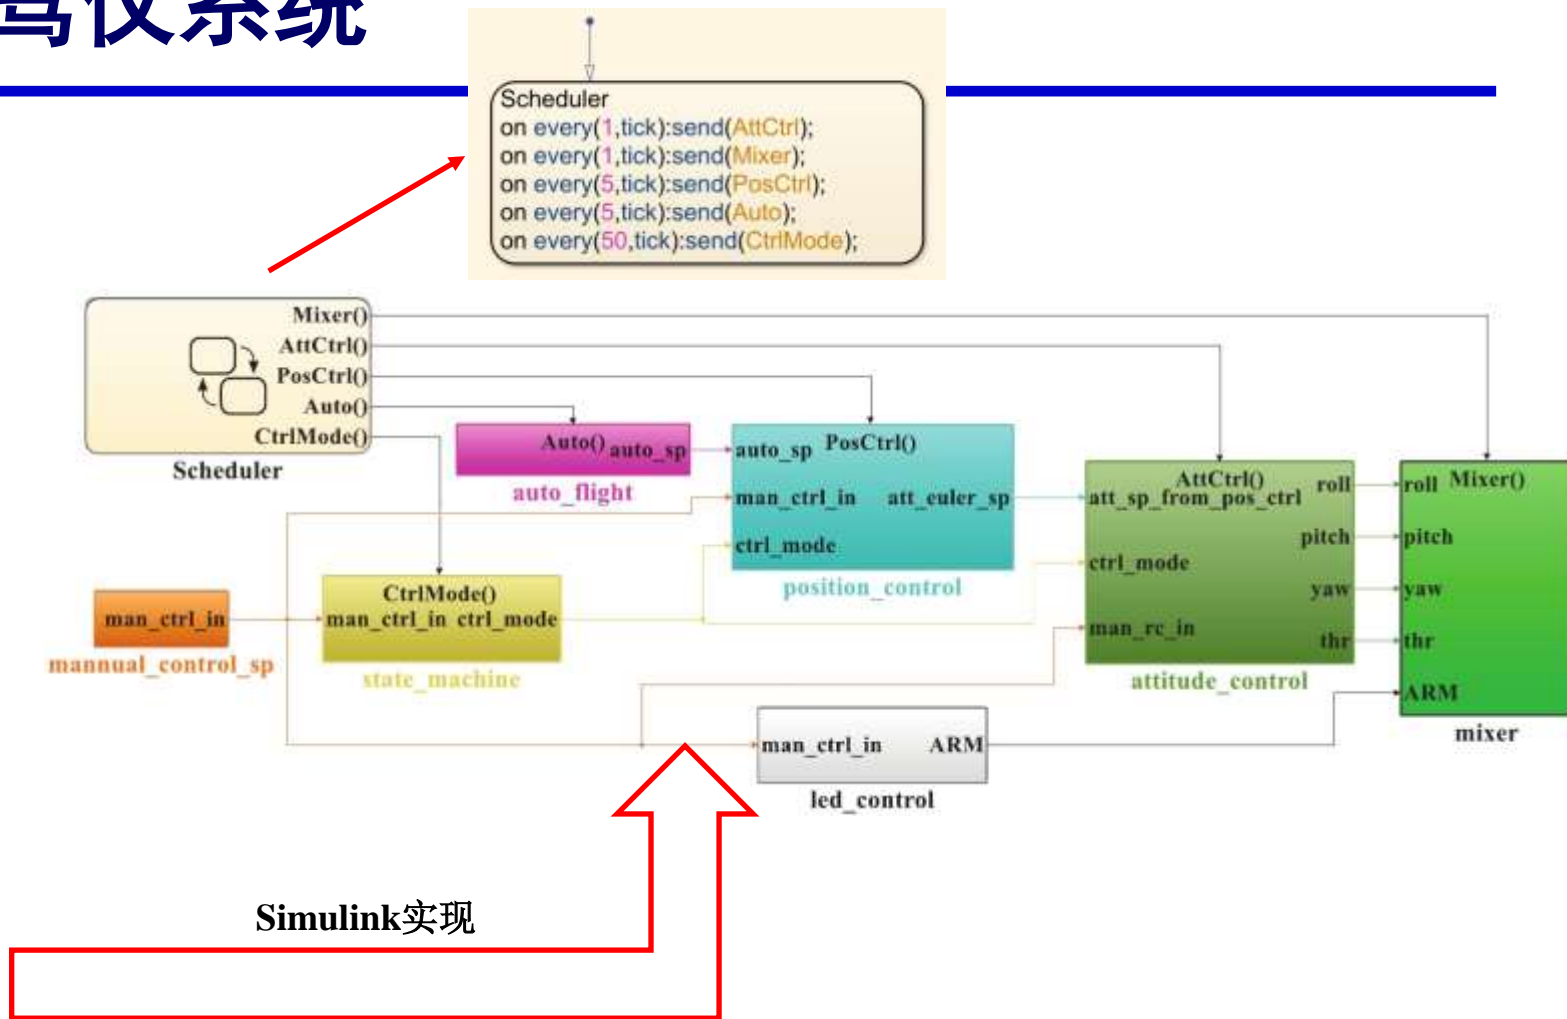 驾仪系统
Scheduler
on every(1,tick):send(AttCtrl);
on every(1,tick):send(Mixer);
on every(5,tick):send(PosCtrl);
on every(5,tick):send(Auto);
on every(50,tick):send(CtrlMode);
Mixer()
AttCtrl()
PosCtrl()
Auto()
CtrlMode()
Scheduler
Auto() auto_sp
auto_flight
PosCtrl()
auto_sp
man_ctrl_in att_euler_sp
ctrl_mode
position_control
man_ctrl_in
mannual_control_sp
CtrlMode()
man_ctrl_in ctrl_mode
state_machine
AttCtrl()
att_sp_from_pos_ctrl
ctrl_mode
man_rc_in
roll
pitch
yaw
thr
attitude_control
Mixer()
roll
pitch
yaw
thr
ARM
mixer
man_ctrl_in ARM
led_control
Simulink实现